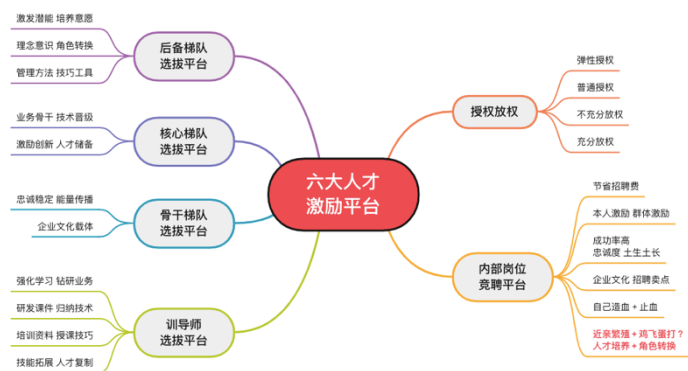 六大人才
激励平台
后备梯队
选拔平台
激发潜能 培养意愿
理念意识 角色转换
管理方法 技巧工具
核心梯队
选拔平台
业务骨干 技术晋级
激励创新 人才储备
骨干梯队
选拔平台
忠诚稳定 能量传播
企业文化载体
训导师
选拔平台
强化学习 钻研业务
研发课件 归纳技术
培训资料 授课技巧
技能拓展 人才复制
授权放权
弹性授权
普通授权
不充分放权
充分放权
内部岗位
竞聘平台
节省招聘费
本人激励 群体激励
成功率高
忠诚度 土生土长
企业文化 招聘卖点
自己造血 + 止血
近亲繁殖 + 鸡飞蛋打？
人才培养 + 角色转换